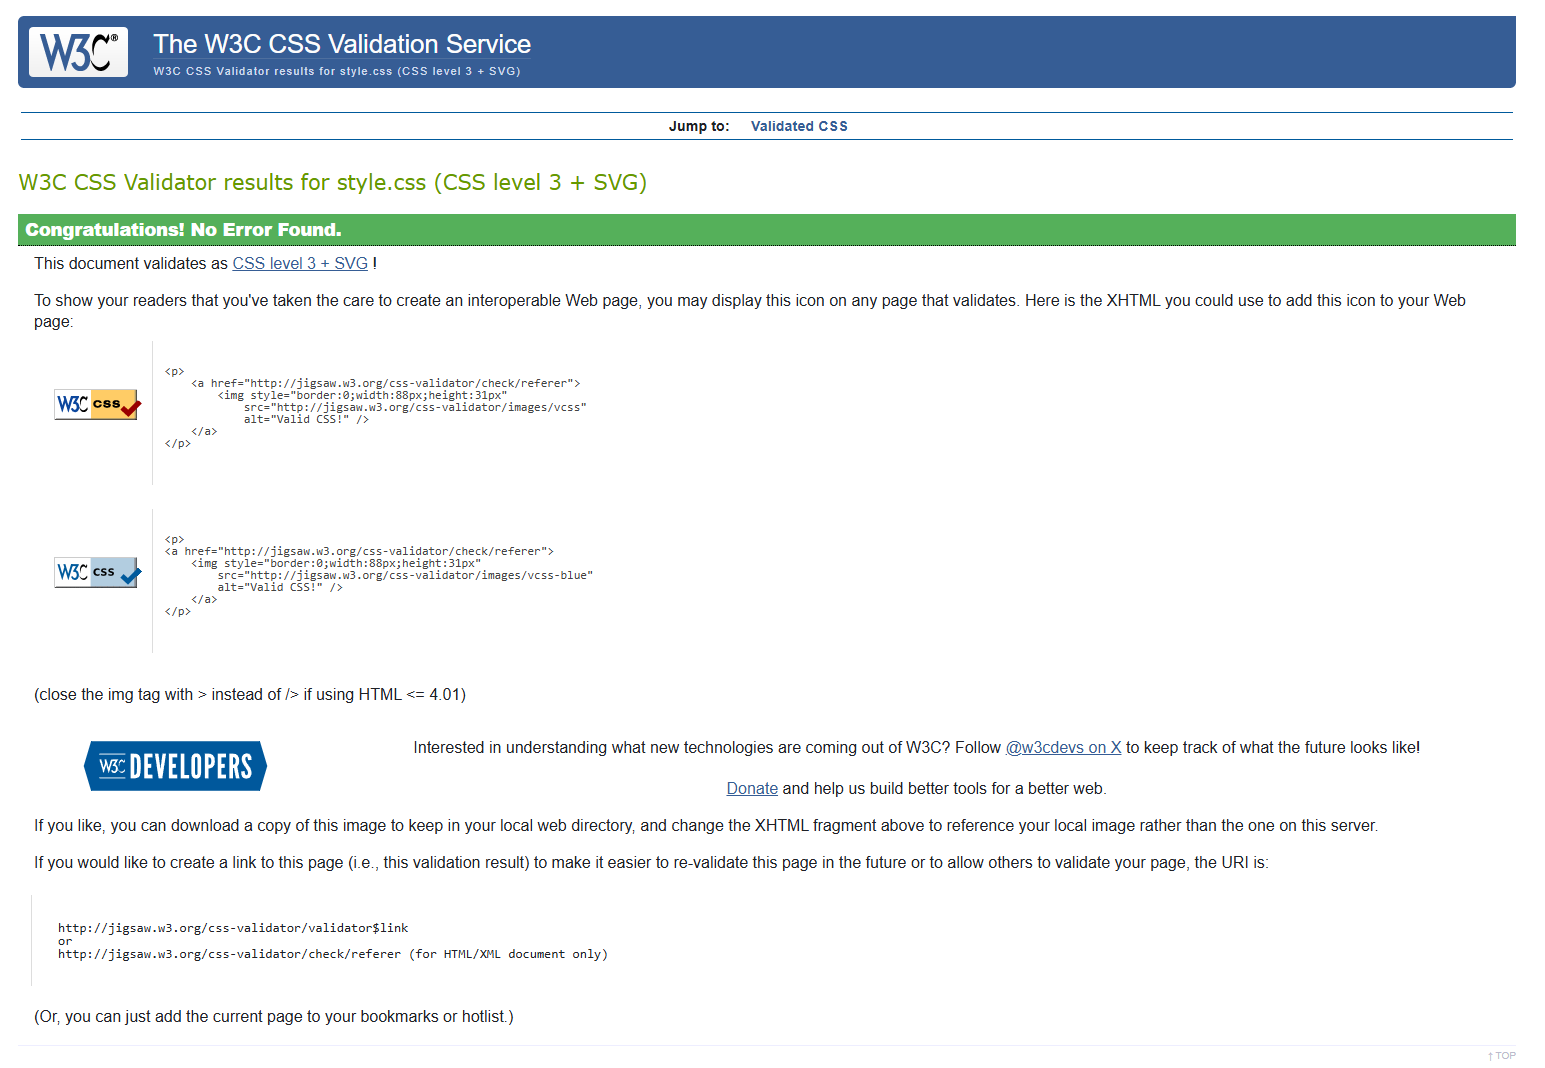 W3C®
The W3C CSS Validation Service
W3C CSS Validator results for style.css (CSS level 3 + SVG)
Jump to: Validated CSS
W3C CSS Validator results for style.css (CSS level 3 + SVG)
Congratulations! No Error Found.
This document validates as CSS level 3 + SVG !
To show your readers that you've taken the care to create an interoperable Web page, you may display this icon on any page that validates. Here is the XHTML you could use to add this icon to your Web
page:
W3C css
<p>
    <a href="http://jigsaw.w3.org/css-validator/check/referer">
        <img style="border:0;width:88px;height:31px"
            src="http://jigsaw.w3.org/css-validator/images/vcss"
            alt="Valid CSS!" />
    </a>
</p>
W3C css
<p>
<a href="http://jigsaw.w3.org/css-validator/check/referer">
    <img style="border:0;width:88px;height:31px"
        src="http://jigsaw.w3.org/css-validator/images/vcss-blue"
        alt="Valid CSS!" />
    </a>
</p>
(close the img tag with > instead of /> if using HTML <= 4.01)
W3C DEVELOPERS
Interested in understanding what new technologies are coming out of W3C? Follow @w3cdevs on X to keep track of what the future looks like!
Donate and help us build better tools for a better web.
If you like, you can download a copy of this image to keep in your local web directory, and change the XHTML fragment above to reference your local image rather than the one on this server.
If you would like to create a link to this page (i.e., this validation result) to make it easier to re-validate this page in the future or to allow others to validate your page, the URI is:
http://jigsaw.w3.org/css-validator/validator$link
or
http://jigsaw.w3.org/css-validator/check/referer (for HTML/XML document only)
(Or, you can just add the current page to your bookmarks or hotlist.)
↑ TOP